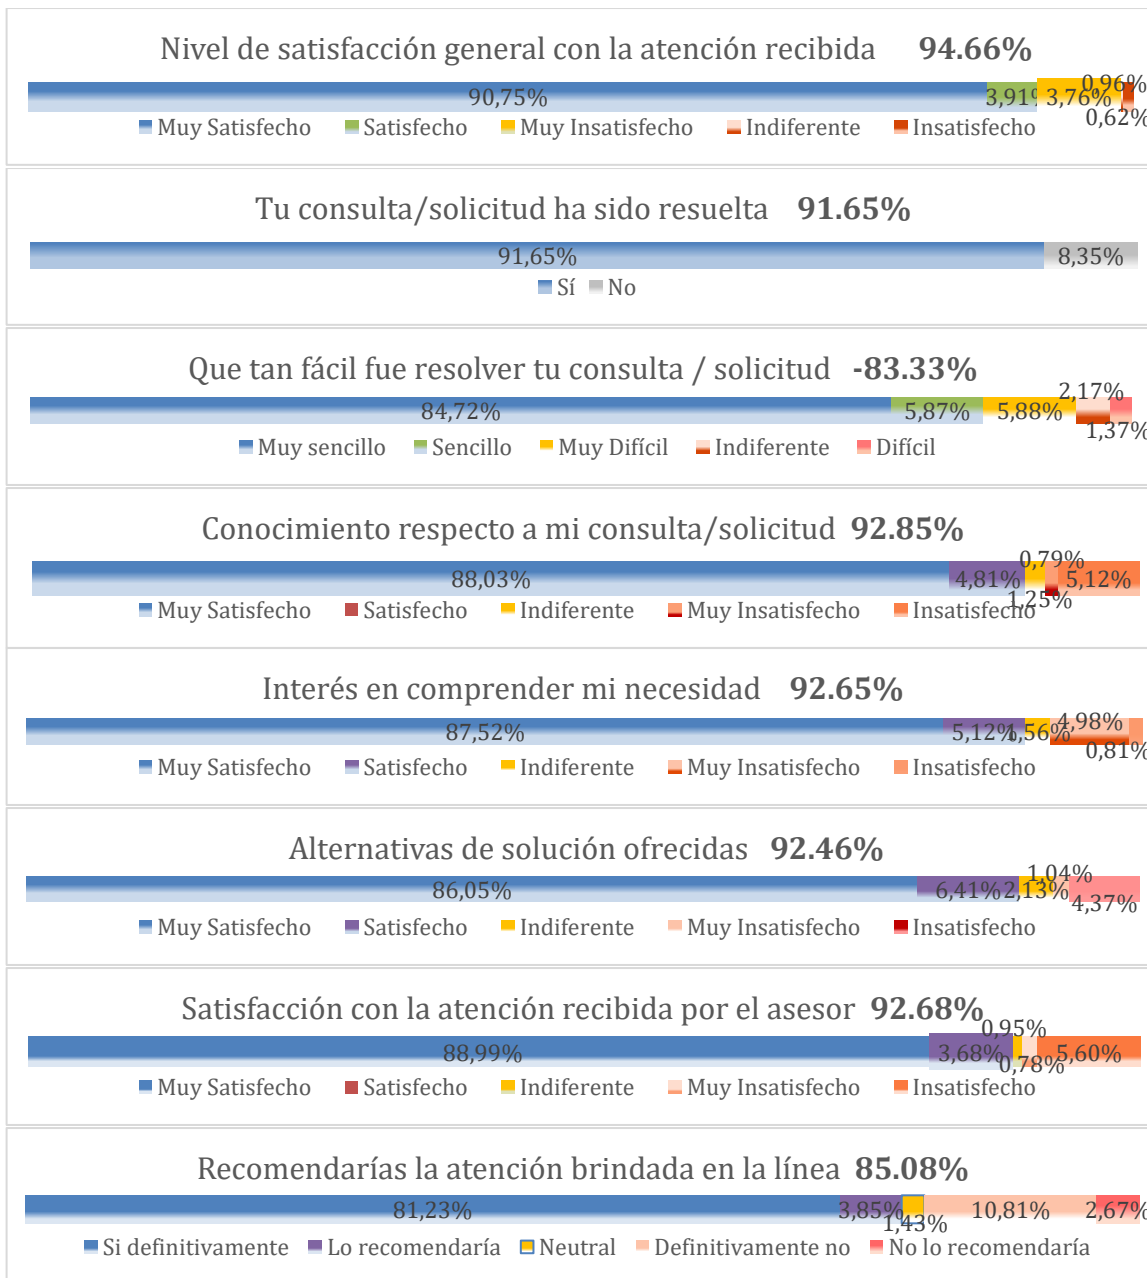 Nivel de satisfacción general con la atención recibida 94.66%
90,75% 3,91% 3,76% 0,96% 0,62%
Muy Satisfecho Satisfecho Muy Insatisfecho Indiferente Insatisfecho
Tu consulta/solicitud ha sido resuelta 91.65%
91,65% 8,35%
Sí No
Que tan fácil fue resolver tu consulta / solicitud -83.33%
84,72% 5,87% 5,88% 2,17% 1,37%
Muy sencillo Sencillo Muy Difícil Indiferente Difícil
Conocimiento respecto a mi consulta/solicitud 92.85%
88,03% 4,81% 1,25% 0,79% 5,12%
Muy Satisfecho Satisfecho Indiferente Muy Insatisfecho Insatisfecho
Interés en comprender mi necesidad 92.65%
87,52% 5,12% 1,56% 4,98% 0,81%
Muy Satisfecho Satisfecho Indiferente Muy Insatisfecho Insatisfecho
Alternativas de solución ofrecidas 92.46%
86,05% 6,41% 2,13% 1,04% 4,37%
Muy Satisfecho Satisfecho Indiferente Muy Insatisfecho Insatisfecho
Satisfacción con la atención recibida por el asesor 92.68%
88,99% 3,68% 0,78% 0,95% 5,60%
Muy Satisfecho Satisfecho Indiferente Muy Insatisfecho Insatisfecho
Recomendarías la atención brindada en la línea 85.08%
81,23% 3,85% 1,43% 10,81% 2,67%
Si definitivamente Lo recomendaría Neutral Definitivamente no No lo recomendaría